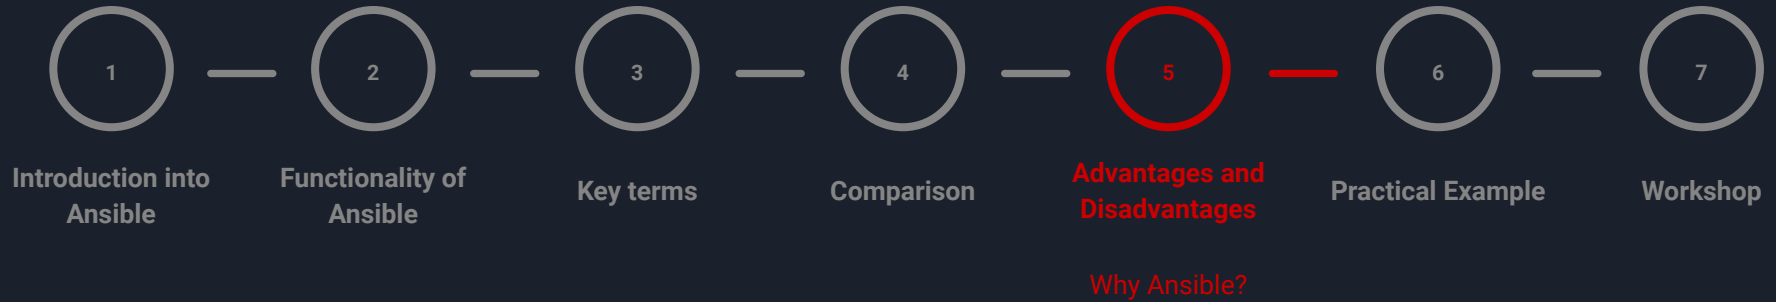 1
2
3
4
5
6
7
Introduction into
Ansible
Functionality of
Ansible
Key terms
Comparison
Advantages and
Disadvantages
Why Ansible?
Practical Example
Workshop